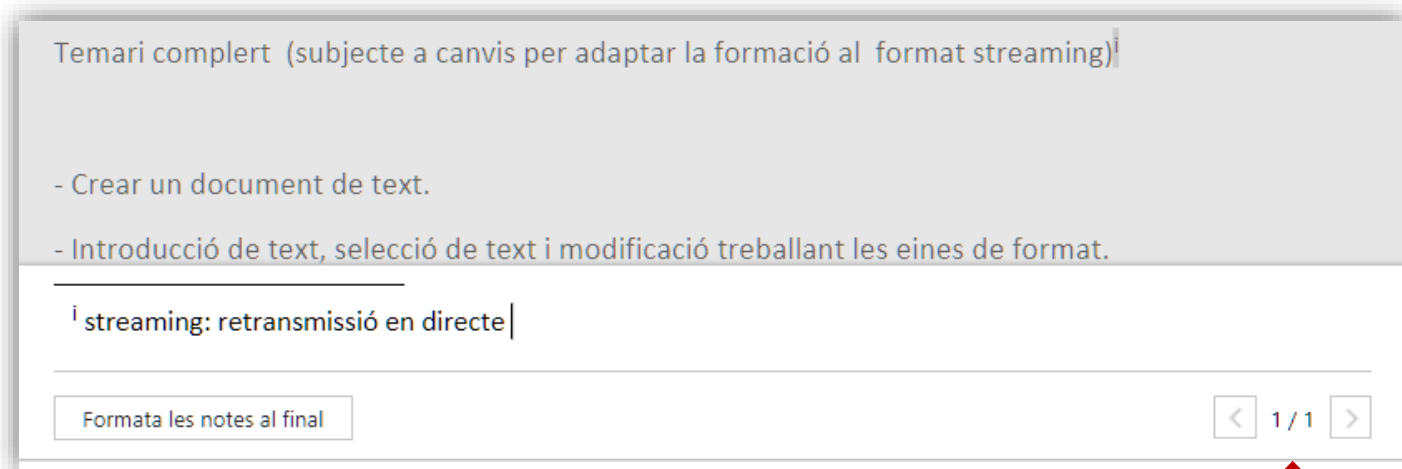 Temari complert  (subjecte a canvis per adaptar la formació al  format streaming)ⁱ
- Crear un document de text.
- Introducció de text, selecció de text i modificació treballant les eines de format.
ⁱ streaming: retransmissió en directe
Formata les notes al final
< 1 / 1 >